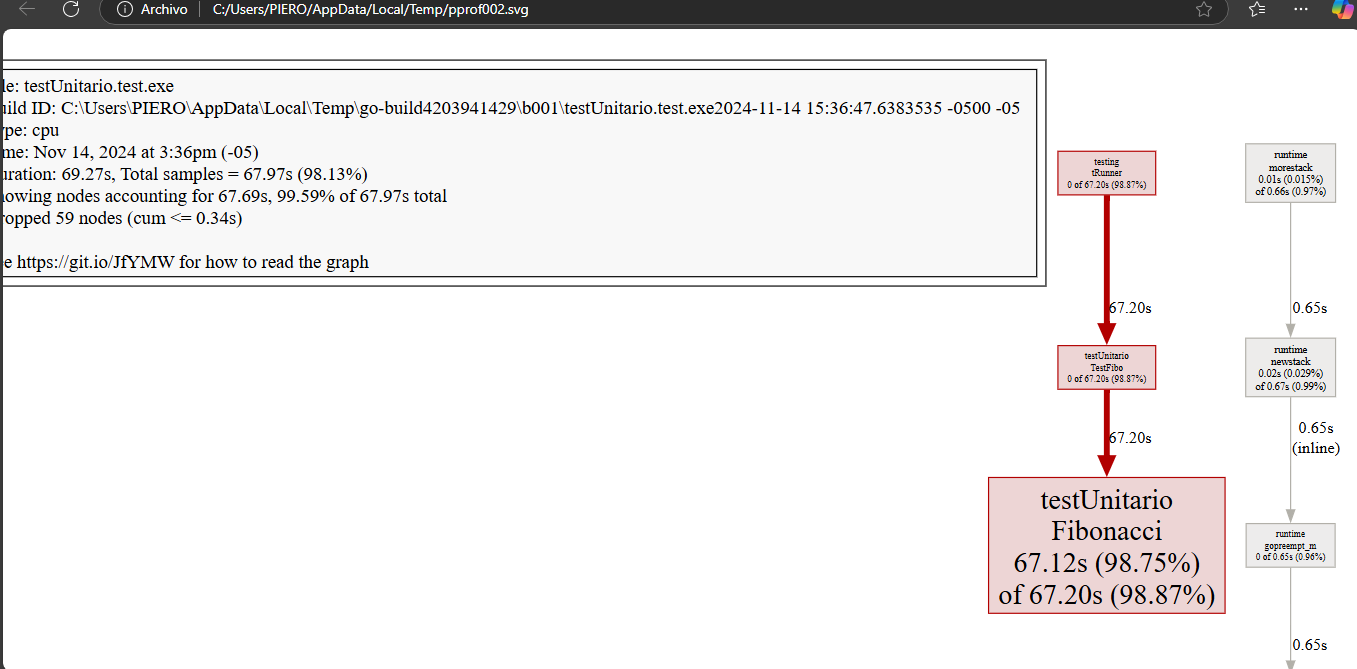 Archivo
C:/Users/PIERO/AppData/Local/Temp/pprof002.svg
le: testUnitario.test.exe
uild ID: C:\Users\PIERO\AppData\Local\Temp\go-build4203941429\b001\testUnitario.test.exe2024-11-14 15:36:47.6383535 -0500 -05
ype: cpu
me: Nov 14, 2024 at 3:36pm (-05)
uration: 69.27s, Total samples = 67.97s (98.13%)
howing nodes accounting for 67.69s, 99.59% of 67.97s total
ropped 59 nodes (cum <= 0.34s)
e https://git.io/JfYMW for how to read the graph
testing
tRunner
0 of 67.20s (98.87%)
67.20s
testUnitario
TestFibo
0 of 67.20s (98.87%)
67.20s
testUnitario
Fibonacci
67.12s (98.75%)
of 67.20s (98.87%)
runtime
morestack
0.01s (0.015%)
of 0.66s (0.97%)
0.65s
runtime
newstack
0.02s (0.029%)
of 0.67s (0.99%)
0.65s
(inline)
runtime
gopreempt_m
0 of 0.65s (0.96%)
0.65s